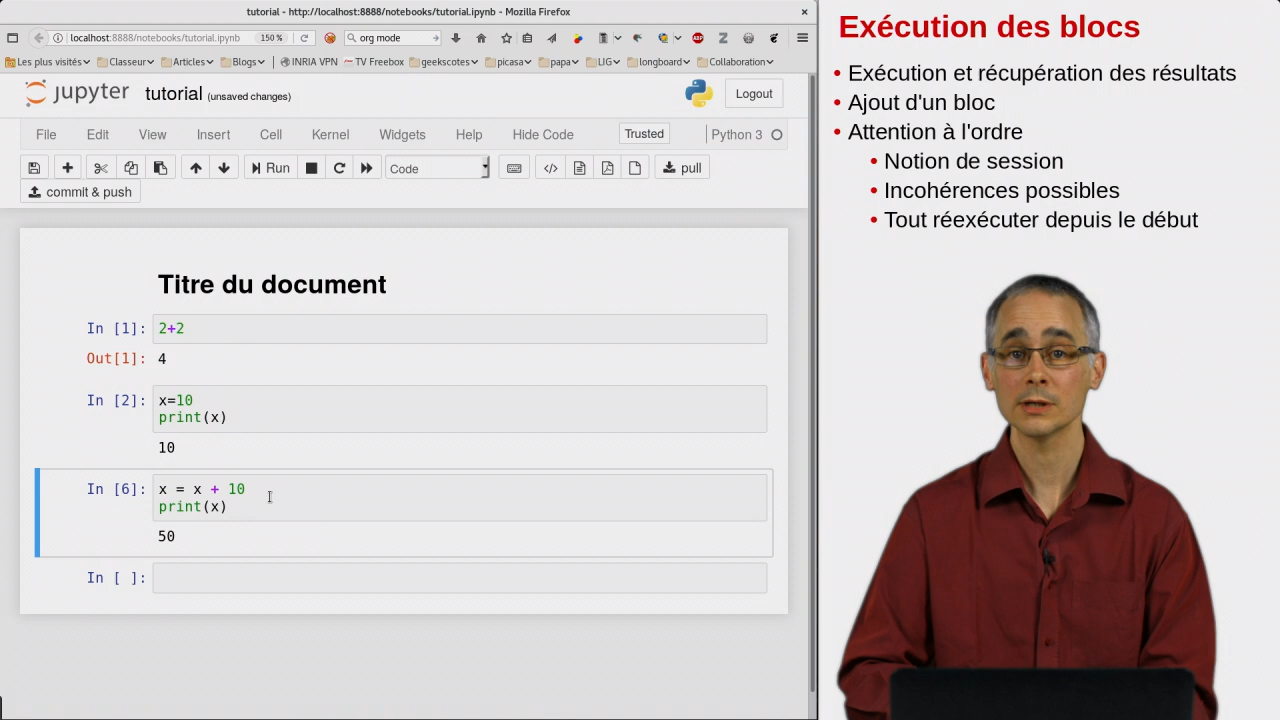 tutorial - http://localhost:8888/notebooks/tutorial.ipynb - Mozilla Firefox
localhost:8888/notebooks/tutorial.ipynb 150 % org mode
Les plus visités Classeur Articles Blogs INRIA VPN TV Freebox geekscotes picasa papa LIG longboard Collaboration
jupyter tutorial (unsaved changes) Logout
File Edit View Insert Cell Kernel Widgets Help Hide Code Trusted Python 3
Run Code pull
commit & push
Titre du document
In [1]: 2+2
Out[1]: 4
In [2]: x=10
print(x)
10
In [6]: x = x + 10
print(x)
50
In [ ]:
Exécution des blocs
• Exécution et récupération des résultats
• Ajout d'un bloc
• Attention à l'ordre
• Notion de session
• Incohérences possibles
• Tout réexécuter depuis le début